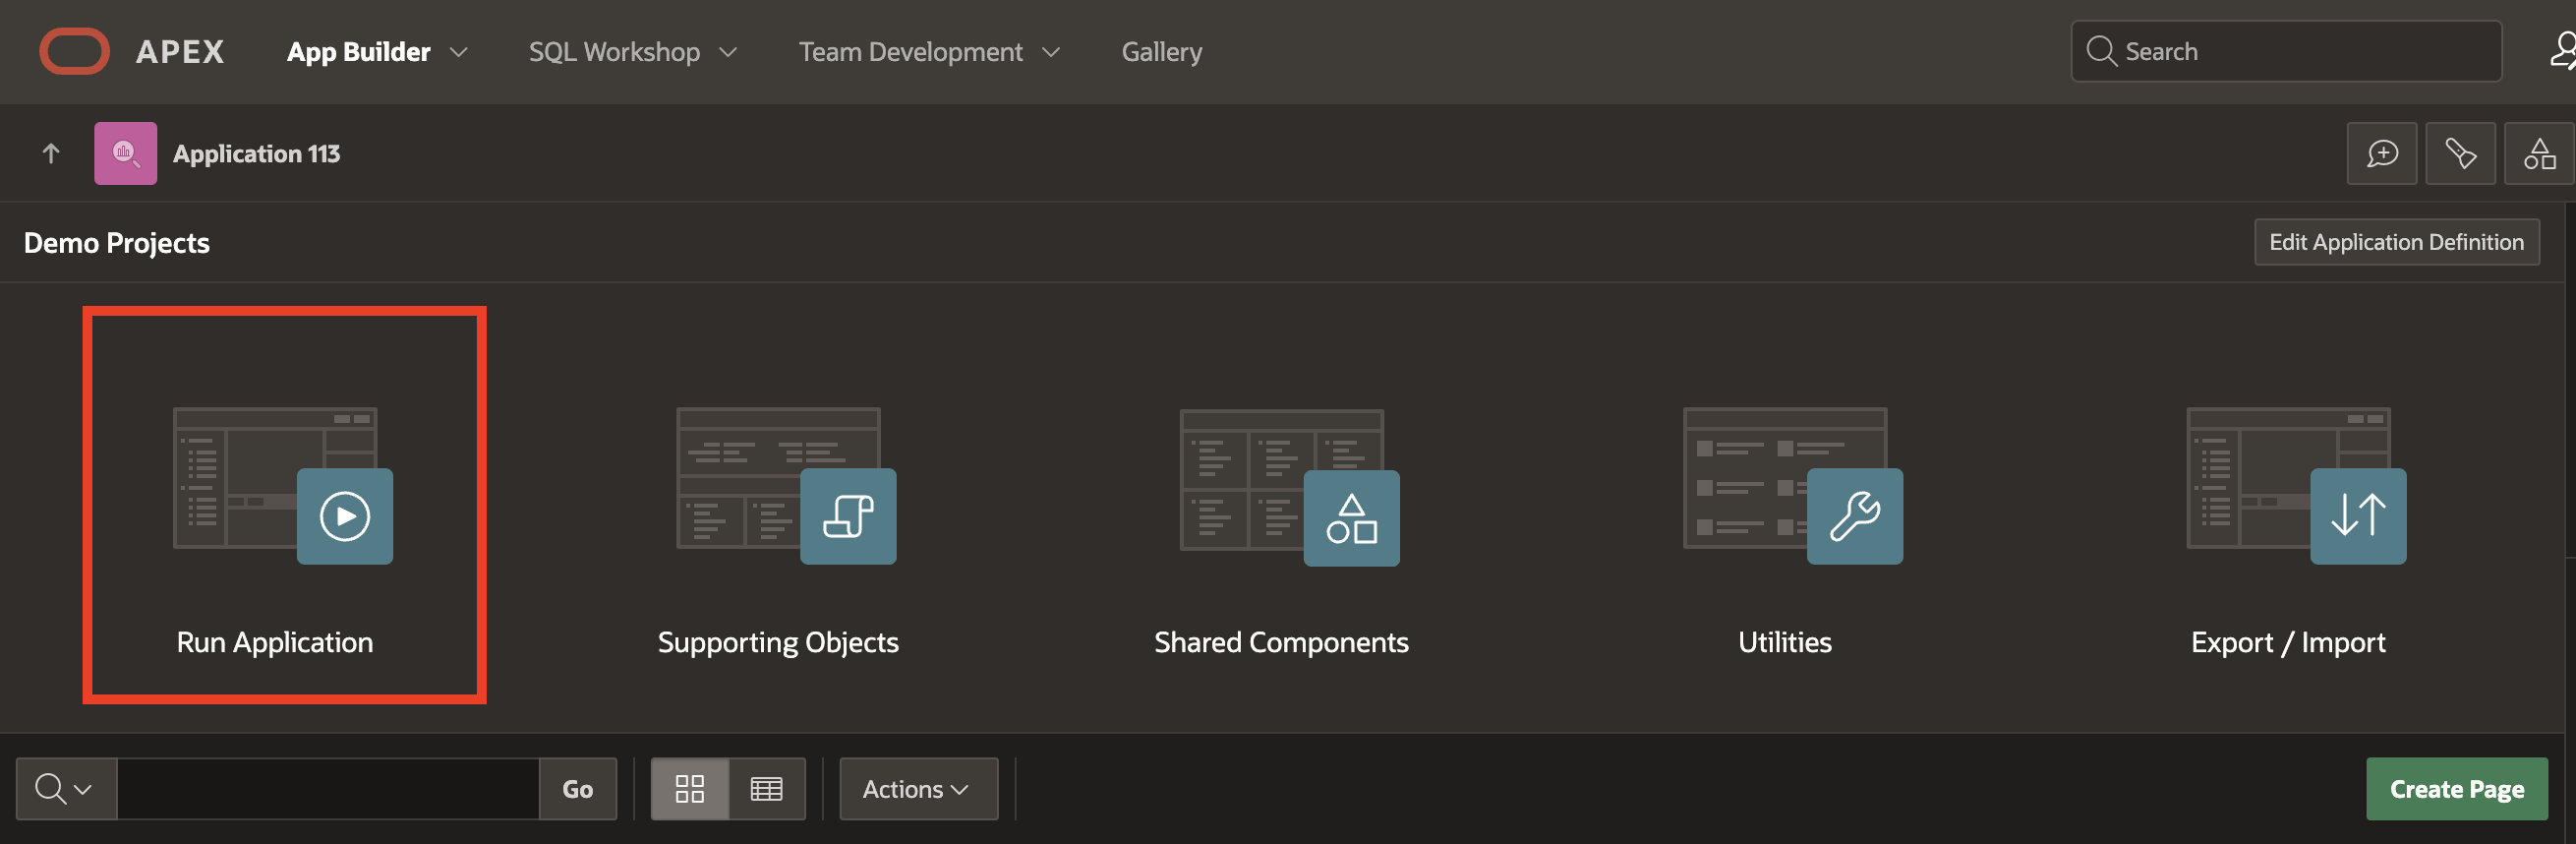 APEX App Builder SQL Workshop Team Development Gallery Search
Application 113
Demo Projects Edit Application Definition
Run Application Supporting Objects Shared Components Utilities Export / Import
Go Actions Create Page